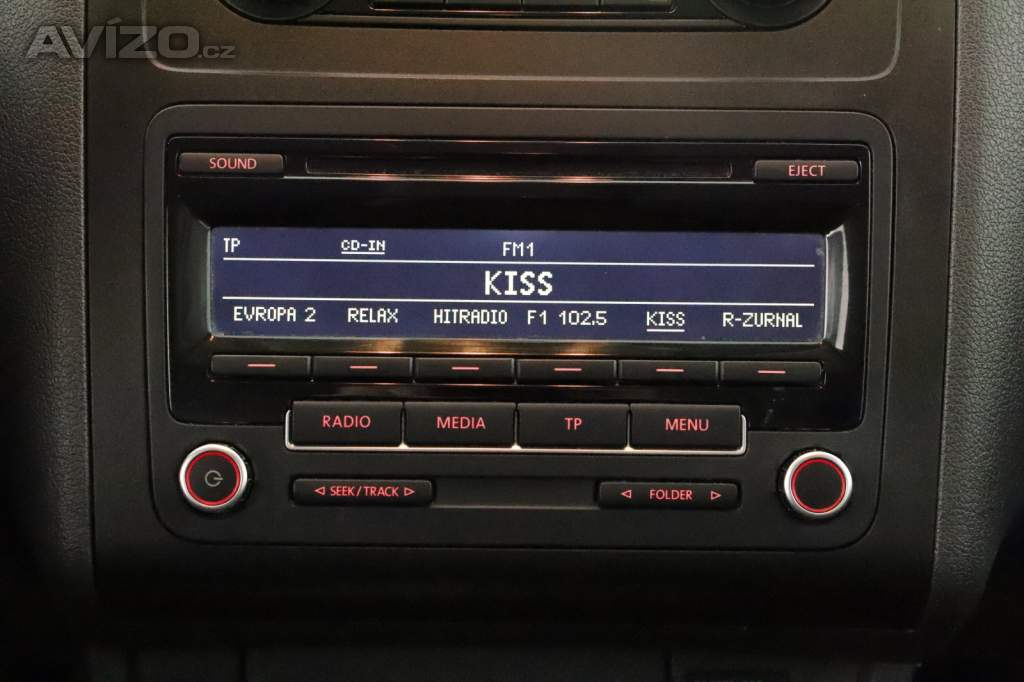 AVÍZO.cz
SOUND EJECT
TP CD-IN FM1
KISS
EVROPA 2 RELAX HITRADIO F1 102.5 KISS R-ZURNAL
RADIO MEDIA TP MENU
SEEK/TRACK FOLDER